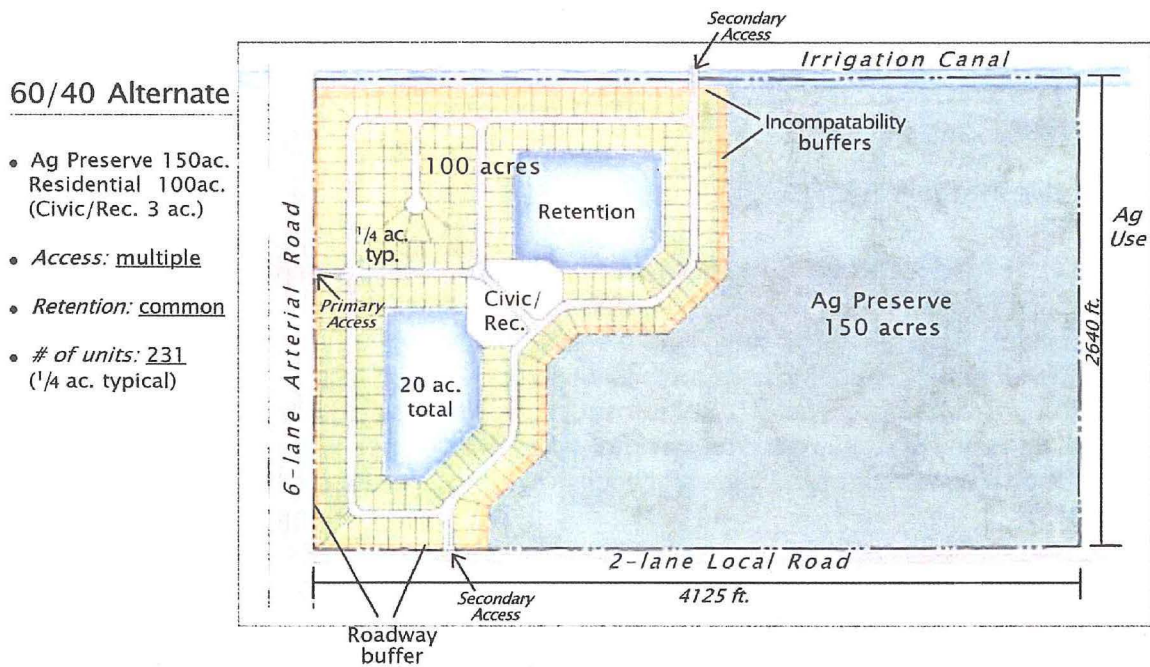 60/40 Alternate
• Ag Preserve 150ac.
Residential 100ac.
(Civic/Rec. 3 ac.)
• Access: multiple
• Retention: common
• # of units: 231
(1/4 ac. typical)
Secondary
Access
Irrigation Canal
Incompatability
buffers
100 acres
Retention
1/4 ac.
typ.
6-lane Arterial Road
Primary
Access
Civic/
Rec.
20 ac.
total
Ag Preserve
150 acres
Ag
Use
2640 ft.
2-lane Local Road
4125 ft.
Secondary
Access
Roadway
buffer